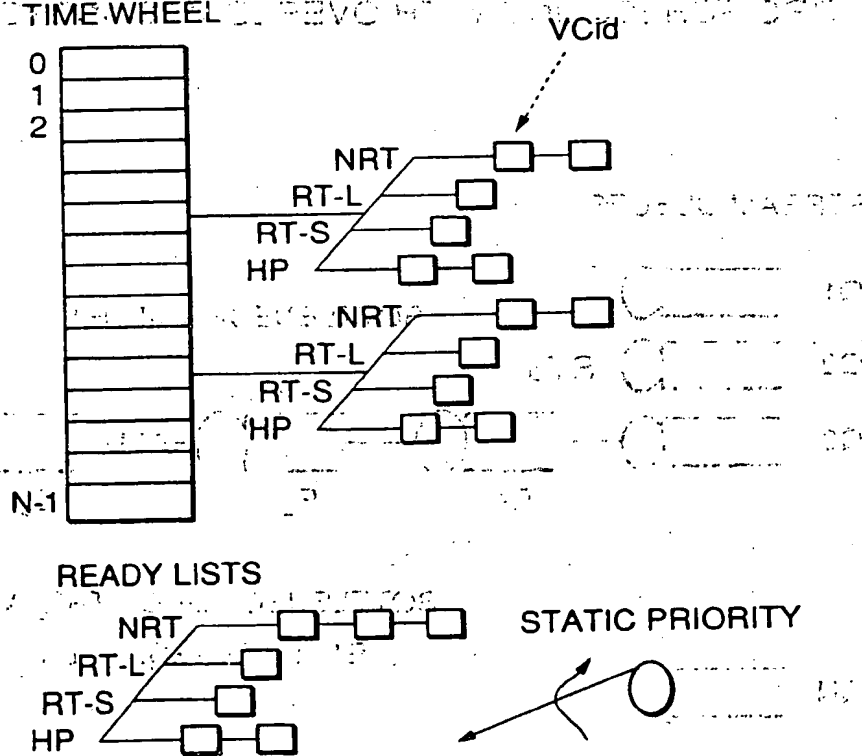 TIME WHEEL
VCid
0
1
2
NRT
RT-L
RT-S
HP
NRT
RT-L
RT-S
HP
N-1
READY LISTS
NRT
RT-L
RT-S
HP
STATIC PRIORITY